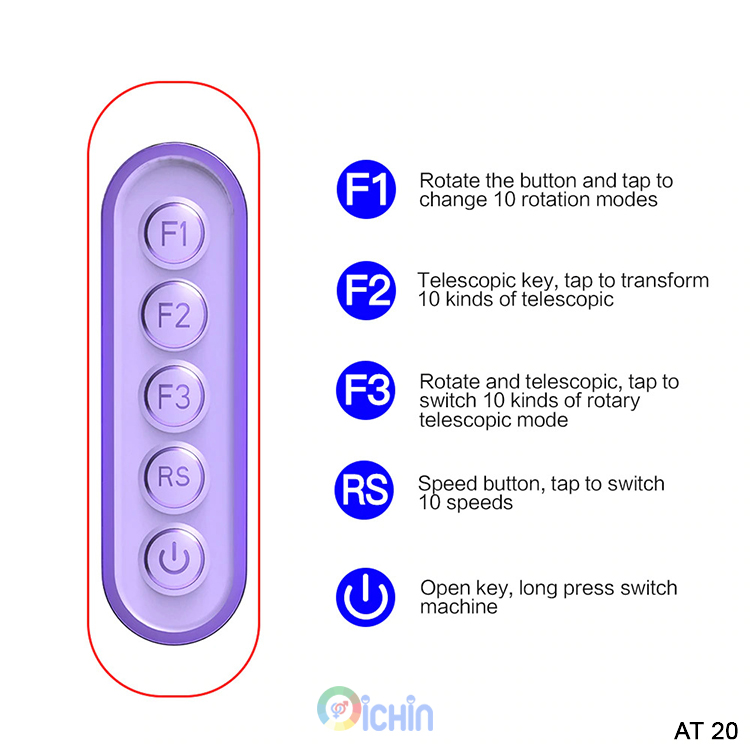 F1
F2
F3
RS
F1
Rotate the button and tap to
change 10 rotation modes
F2
Telescopic key, tap to transform
10 kinds of telescopic
F3
Rotate and telescopic, tap to
switch 10 kinds of rotary
telescopic mode
RS
Speed button, tap to switch
10 speeds
Open key, long press switch
machine
ichin
AT 20